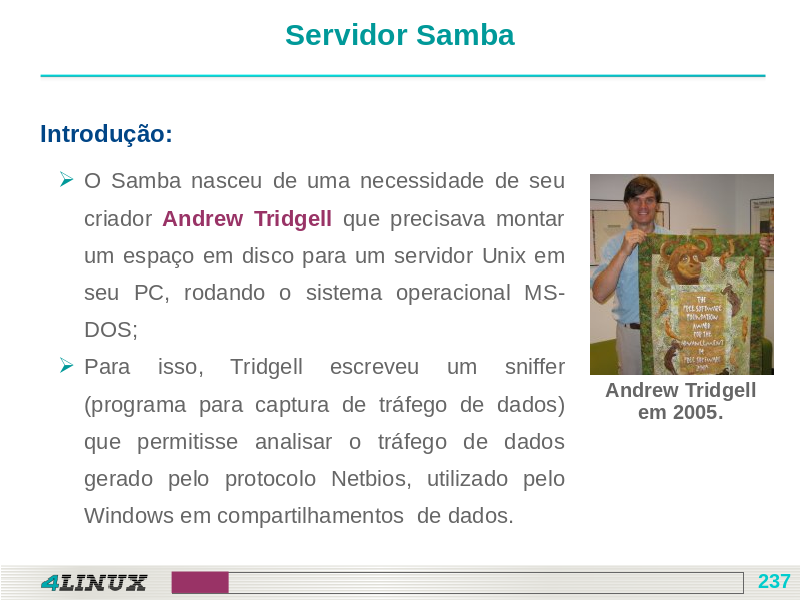 Servidor Samba
Introdução:
O Samba nasceu de uma necessidade de seu
criador Andrew Tridgell que precisava montar
um espaço em disco para um servidor Unix em
seu PC, rodando o sistema operacional MS-
DOS;
Para isso, Tridgell escreveu um sniffer
(programa para captura de tráfego de dados)
que permitisse analisar o tráfego de dados
gerado pelo protocolo Netbios, utilizado pelo
Windows em compartilhamentos de dados.
THE
FREE SOFTWARE
FOUNDATION
AWARD
FOR THE
ADVANCEMENT
OF
FREE SOFTWARE
2005
Andrew Tridgell
em 2005.
4LINUX
237